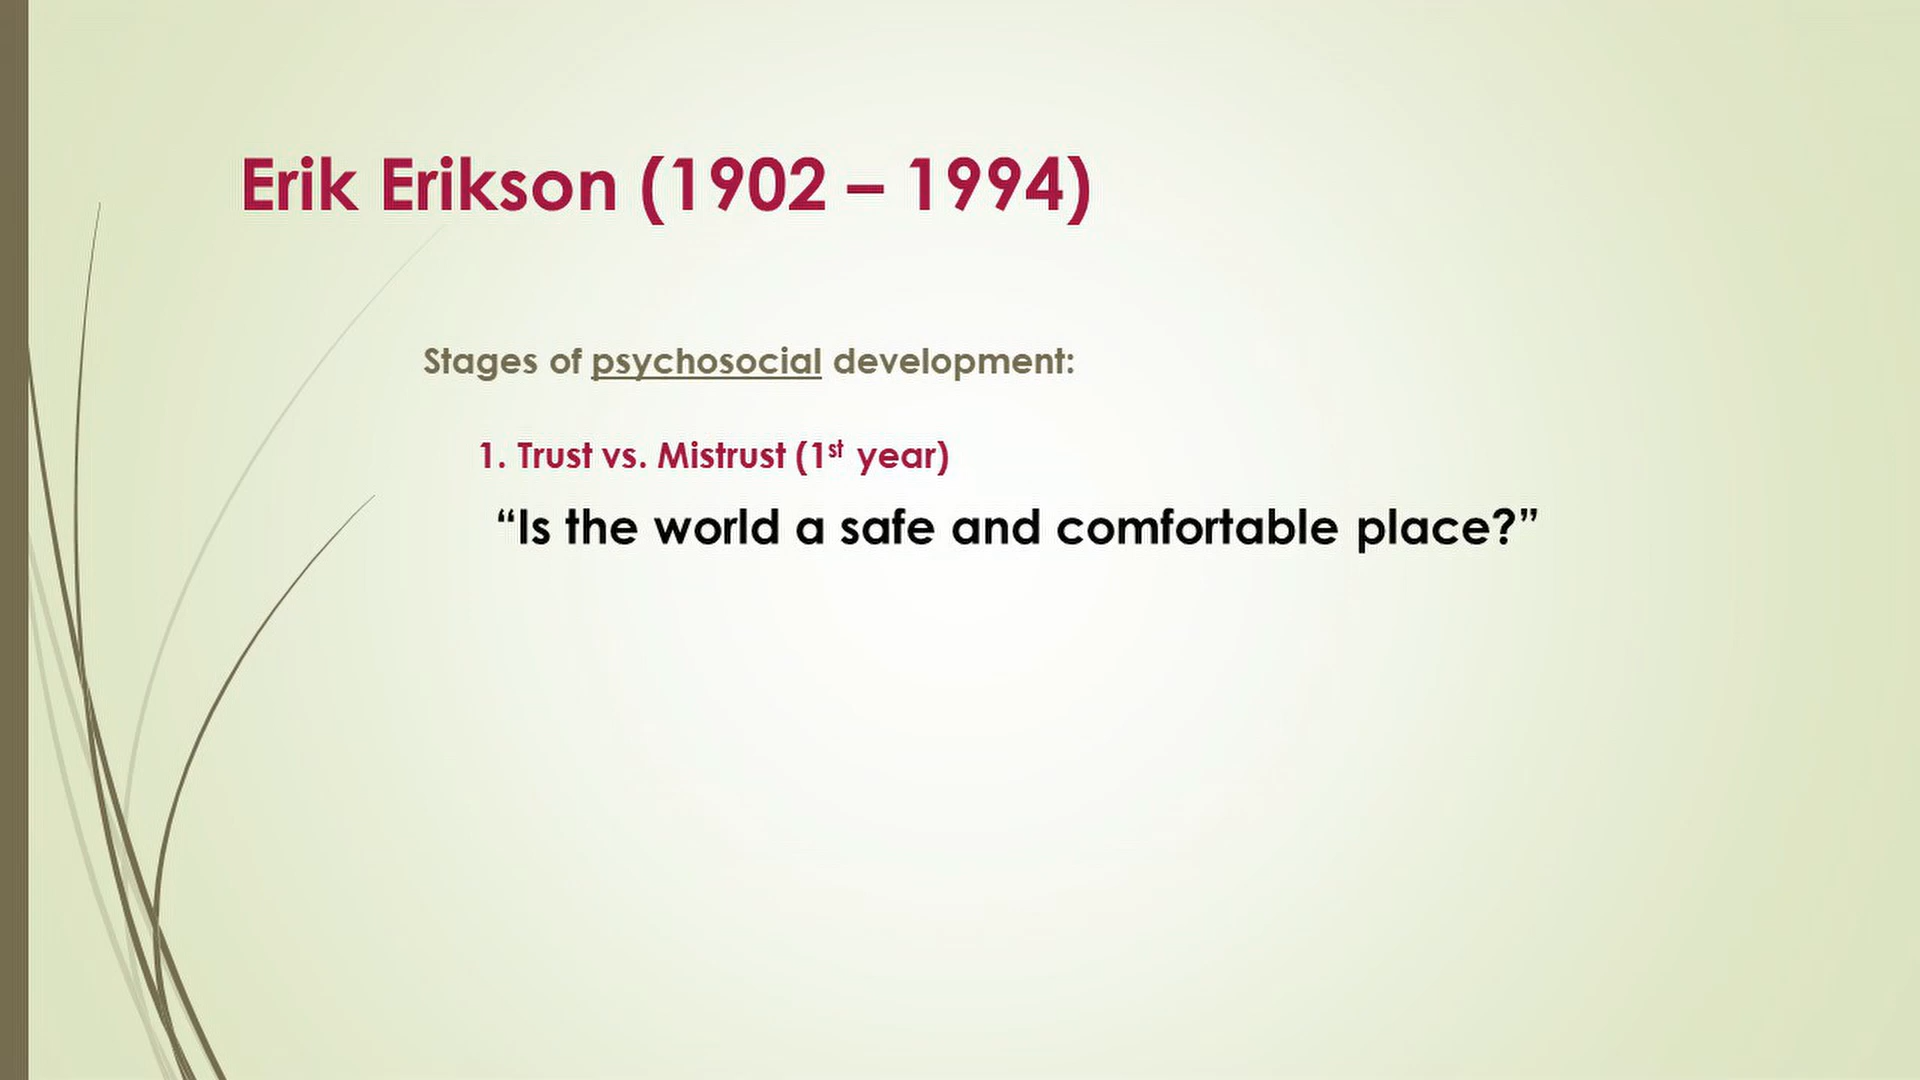 Erik Erikson (1902 – 1994)
Stages of psychosocial development:
1. Trust vs. Mistrust (1st year)
“Is the world a safe and comfortable place?”